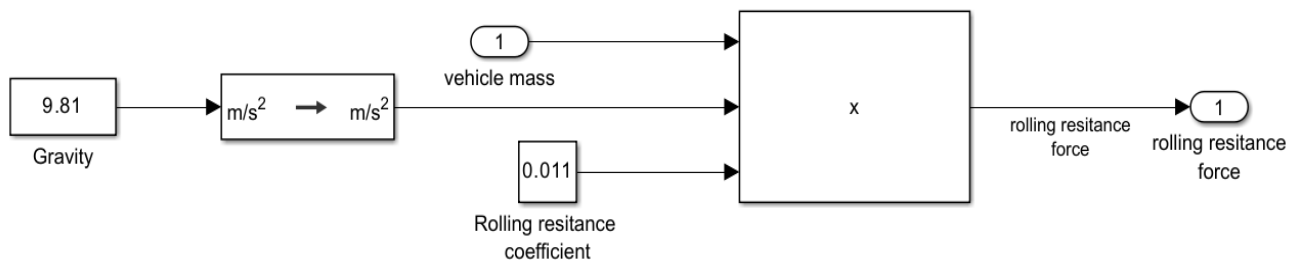 1
vehicle mass
9.81
Gravity
m/s² → m/s²
0.011
Rolling resitance
coefficient
x
rolling resitance
force
1
rolling resitance
force